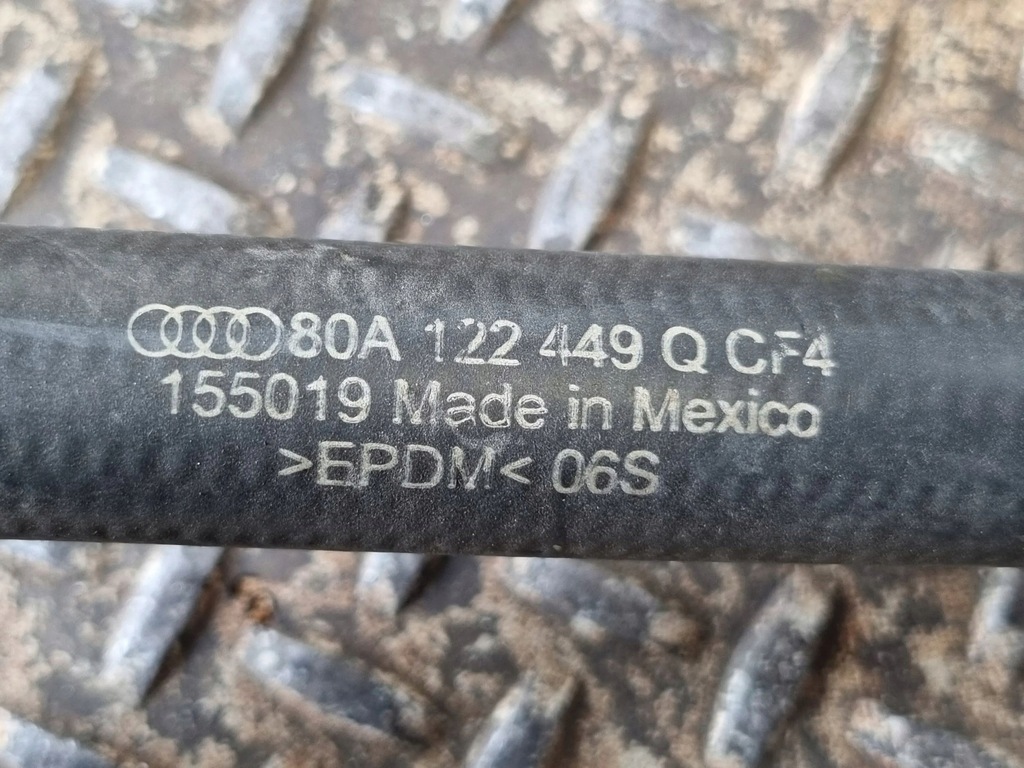 80A 122 449 Q CF4
155019 Made in Mexico
>EPDM< 06S